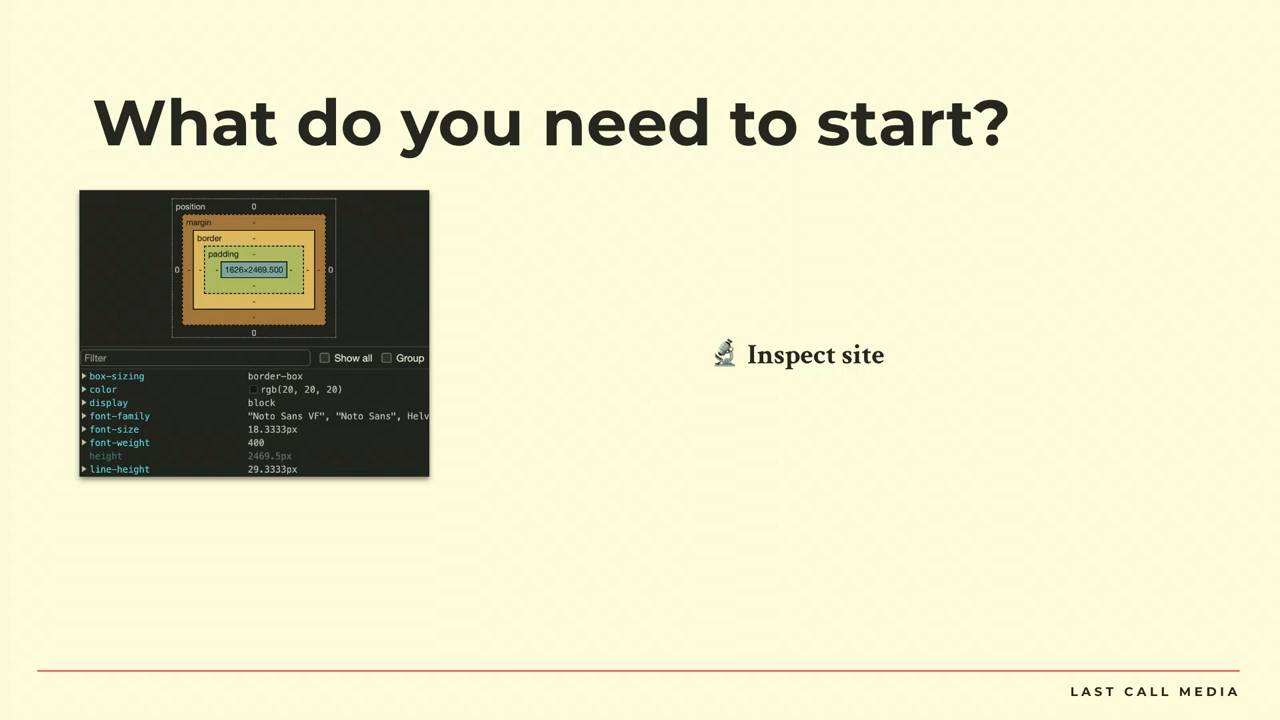 What do you need to start?
position 0
margin -
border -
padding -
0 - - - 1626×2469.500 - - - 0
-
-
-
0
Filter Show all Group
box-sizing border-box
color rgb(20, 20, 20)
display block
font-family "Noto Sans VF", "Noto Sans", Helv
font-size 18.3333px
font-weight 400
height 2469.5px
line-height 29.3333px
Inspect site
LAST CALL MEDIA